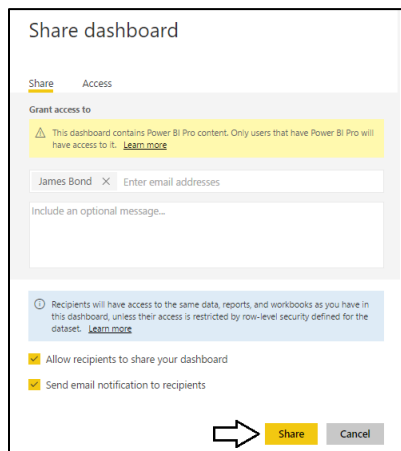 Share dashboard
Share Access
Grant access to
This dashboard contains Power BI Pro content. Only users that have Power BI Pro will
have access to it. Learn more
James Bond Enter email addresses
Include an optional message...
Recipients will have access to the same data, reports, and workbooks as you have in
this dashboard, unless their access is restricted by row-level security defined for the
dataset. Learn more
Allow recipients to share your dashboard
Send email notification to recipients
Share Cancel